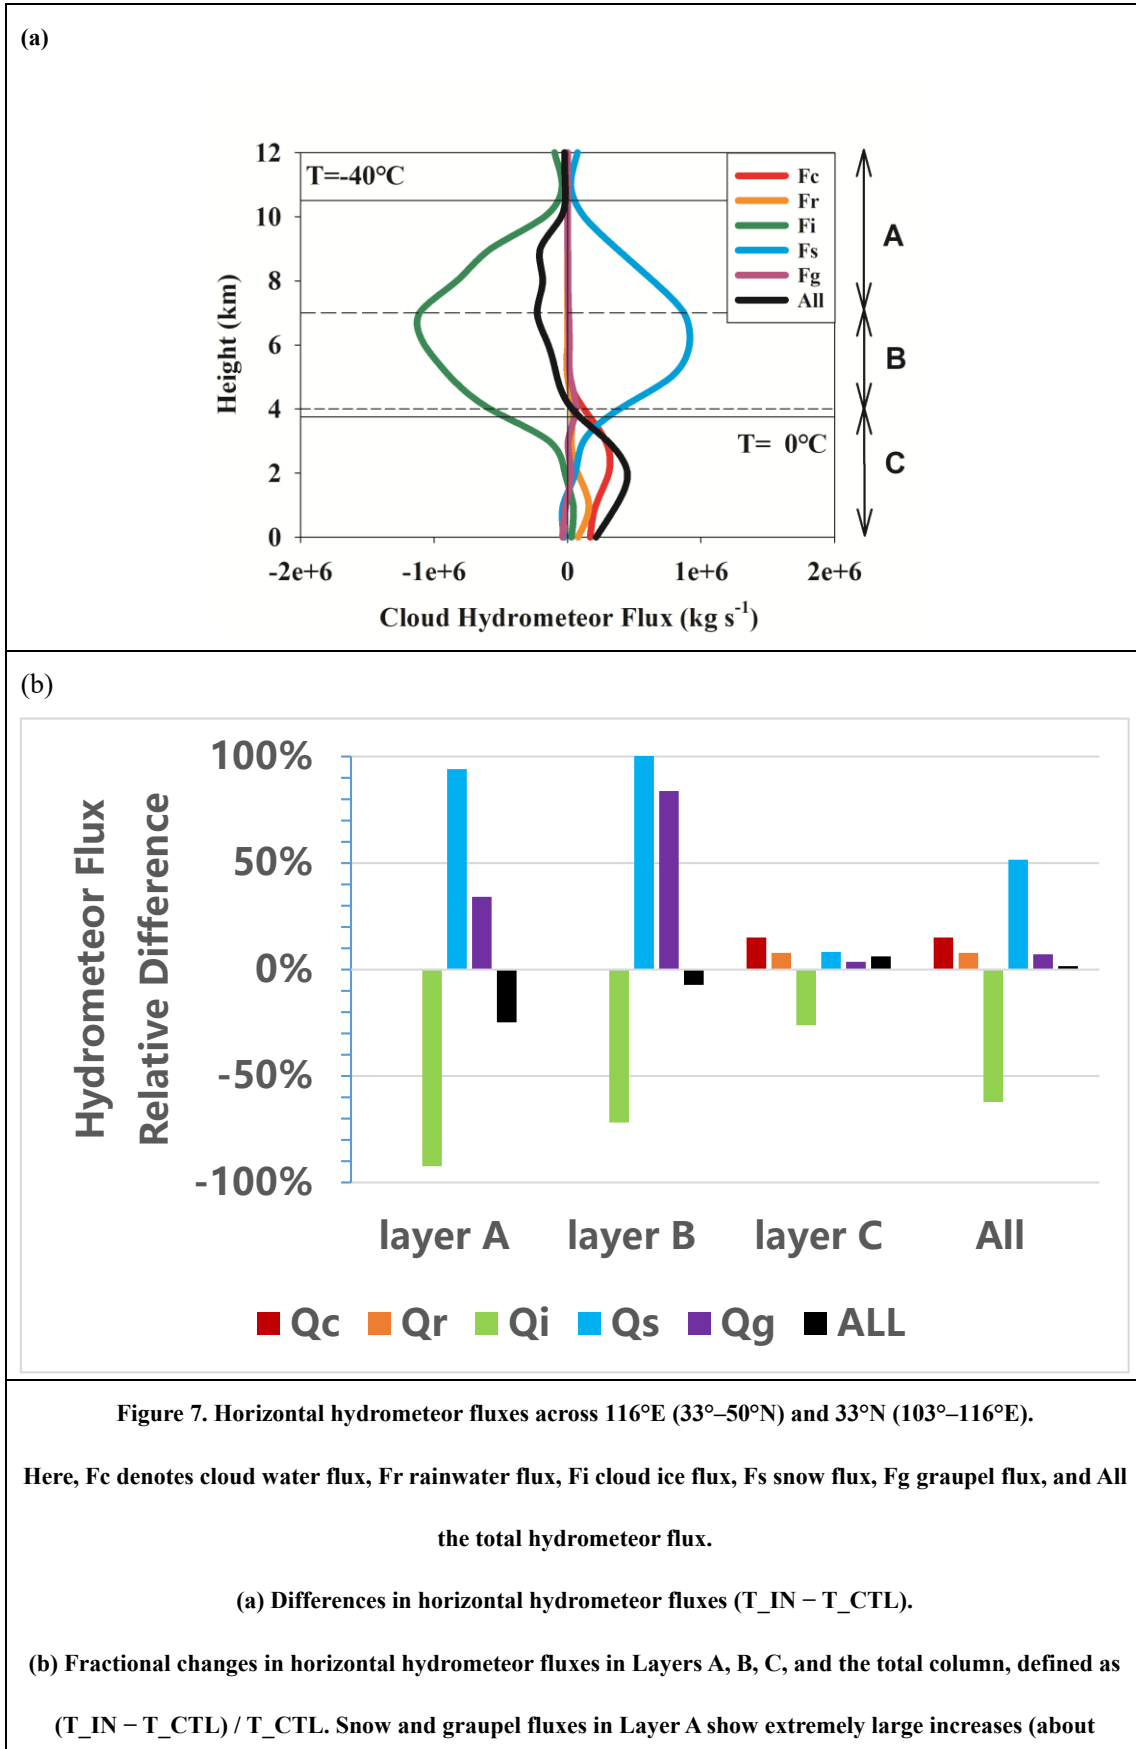 (a)
12
10
8
6
4
2
0
Height (km)
T=-40°C
T= 0°C
Fc
Fr
Fi
Fs
Fg
All
A
B
C
-2e+6 -1e+6 0 1e+6 2e+6
Cloud Hydrometeor Flux (kg s⁻¹)
(b)
Hydrometeor Flux
Relative Difference
100%
50%
0%
-50%
-100%
layer A layer B layer C All
Qc Qr Qi Qs Qg ALL
Figure 7. Horizontal hydrometeor fluxes across 116°E (33°–50°N) and 33°N (103°–116°E).
Here, Fc denotes cloud water flux, Fr rainwater flux, Fi cloud ice flux, Fs snow flux, Fg graupel flux, and All
the total hydrometeor flux.
(a) Differences in horizontal hydrometeor fluxes (T_IN − T_CTL).
(b) Fractional changes in horizontal hydrometeor fluxes in Layers A, B, C, and the total column, defined as
(T_IN − T_CTL) / T_CTL. Snow and graupel fluxes in Layer A show extremely large increases (about